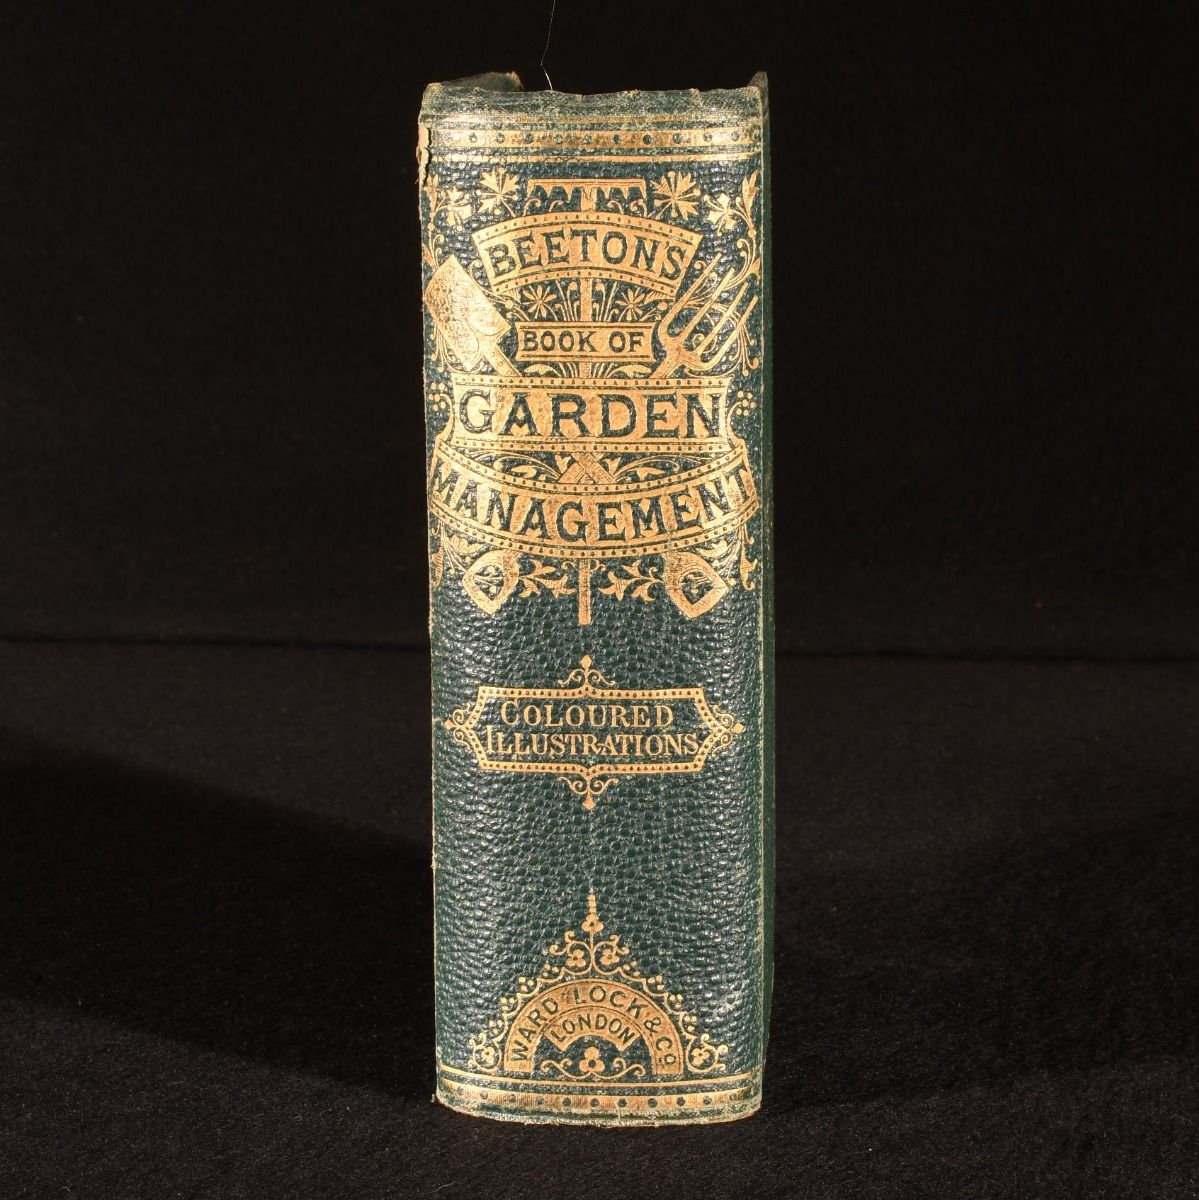 BEETONS
BOOK OF
GARDEN
MANAGEMENT
COLOURED
ILLUSTRATIONS
WARD LOCK & Co.
LONDON